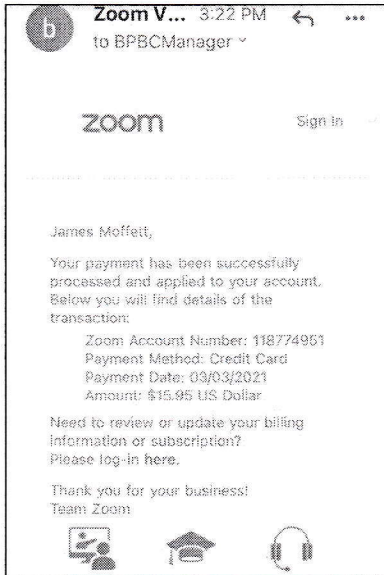 b
Zoom V... 3:22 PM
to BPBCManager
zoom Sign In
James Moffett,
Your payment has been successfully
processed and applied to your account.
Below you will find details of the
transaction:
Zoom Account Number: 118774951
Payment Method: Credit Card
Payment Date: 03/03/2021
Amount: $15.95 US Dollar
Need to review or update your billing
information or subscription?
Please log-in here.
Thank you for your business!
Team Zoom